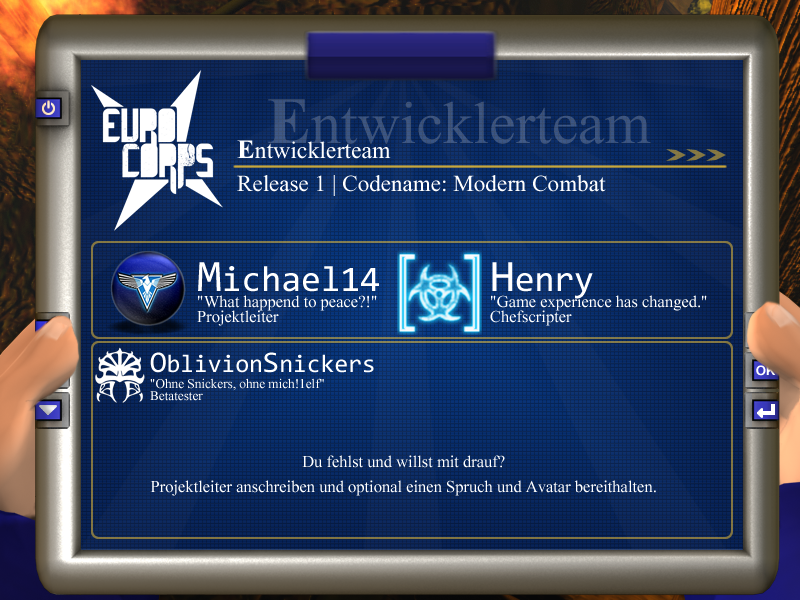 EURO
CORPS
Entwicklerteam
Entwicklerteam
Release 1 | Codename: Modern Combat
Michael14
"What happend to peace?!"
Projektleiter
Henry
"Game experience has changed."
Chefscripter
OblivionSnickers
"Ohne Snickers, ohne mich!1elf"
Betatester
OK
Du fehlst und willst mit drauf?
Projektleiter anschreiben und optional einen Spruch und Avatar bereithalten.